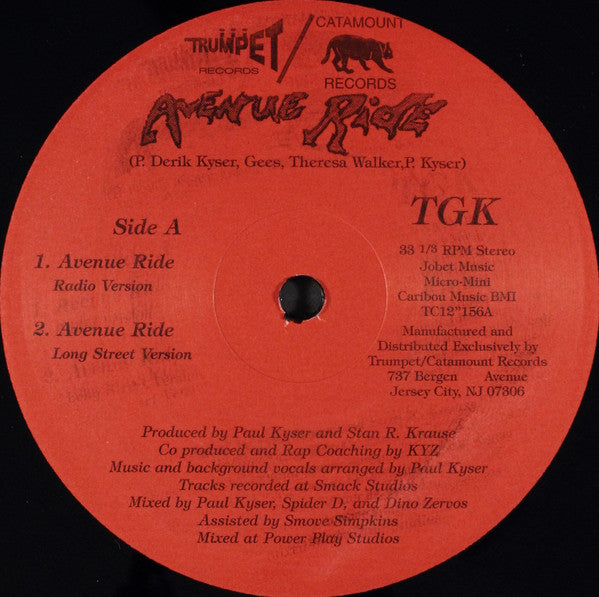 TRUMPET
RECORDS
/
CATAMOUNT
RECORDS
AVENUE RIDE
(P. Derik Kyser, Gees, Theresa Walker,P. Kyser)
Side A
1. Avenue Ride
Radio Version
2. Avenue Ride
Long Street Version
TGK
33 1/3 RPM Stereo
Jobet Music
Micro-Mini
Caribou Music BMI
TC12"156A
Manufactured and
Distributed Exclusively by
Trumpet/Catamount Records
737 Bergen Avenue
Jersey City, NJ 07306
Produced by Paul Kyser and Stan R. Krause
Co produced and Rap Coaching by KYZ
Music and background vocals arranged by Paul Kyser
Tracks recorded at Smack Studios
Mixed by Paul Kyser, Spider D, and Dino Zervos
Assisted by Smove Simpkins
Mixed at Power Play Studios